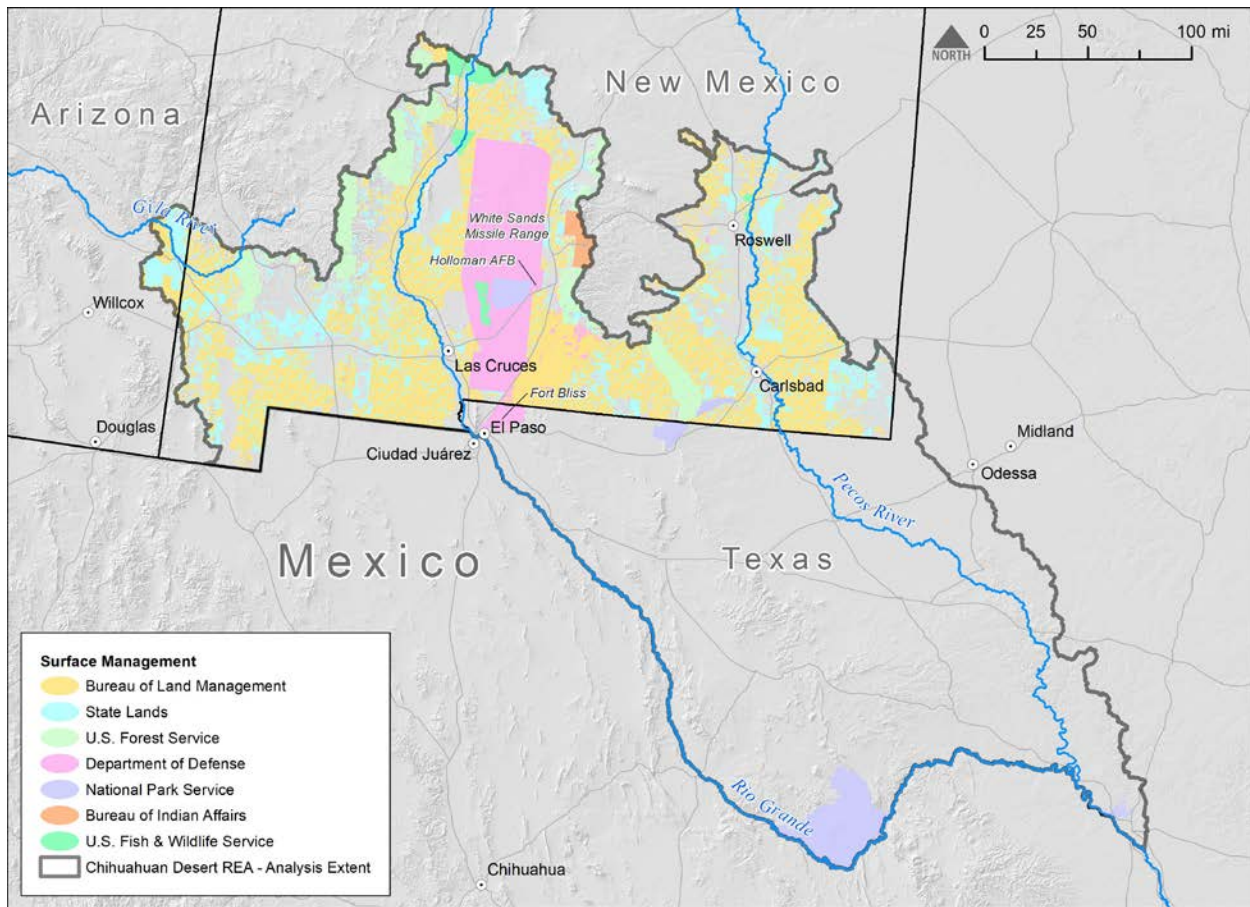 0 25 50 100 mi
NORTH
New Mexico
Arizona
Gila River
White Sands
Missile Range
Roswell
Holloman AFB
Willcox
Las Cruces
Carlsbad
Fort Bliss
Douglas
El Paso
Ciudad Juárez
Midland
Odessa
Pecos River
Mexico
Texas
Rio Grande
Chihuahua
Surface Management
Bureau of Land Management
State Lands
U.S. Forest Service
Department of Defense
National Park Service
Bureau of Indian Affairs
U.S. Fish & Wildlife Service
Chihuahuan Desert REA - Analysis Extent